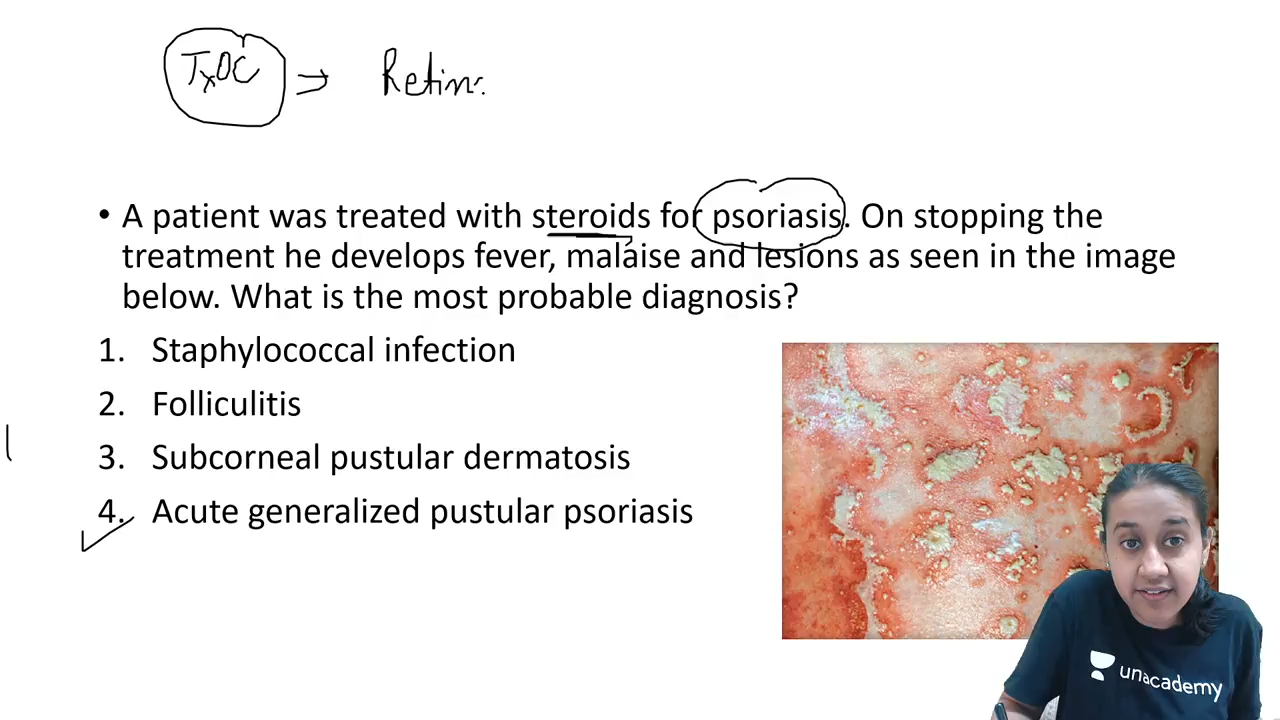 TxOC ⇒ Retin
• A patient was treated with steroids for psoriasis. On stopping the
treatment he develops fever, malaise and lesions as seen in the image
below. What is the most probable diagnosis?
1. Staphylococcal infection
2. Folliculitis
3. Subcorneal pustular dermatosis
4. Acute generalized pustular psoriasis
unacademy